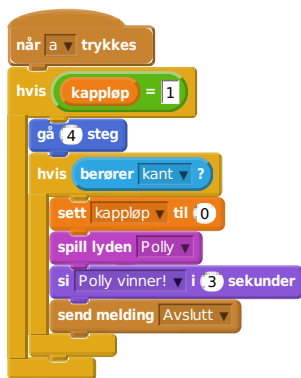 når a trykkes
hvis kappløp = 1
gå 4 steg
hvis berører kant ?
sett kappløp til 0
spill lyden Polly
si Polly vinner! i 3 sekunder
send melding Avslutt